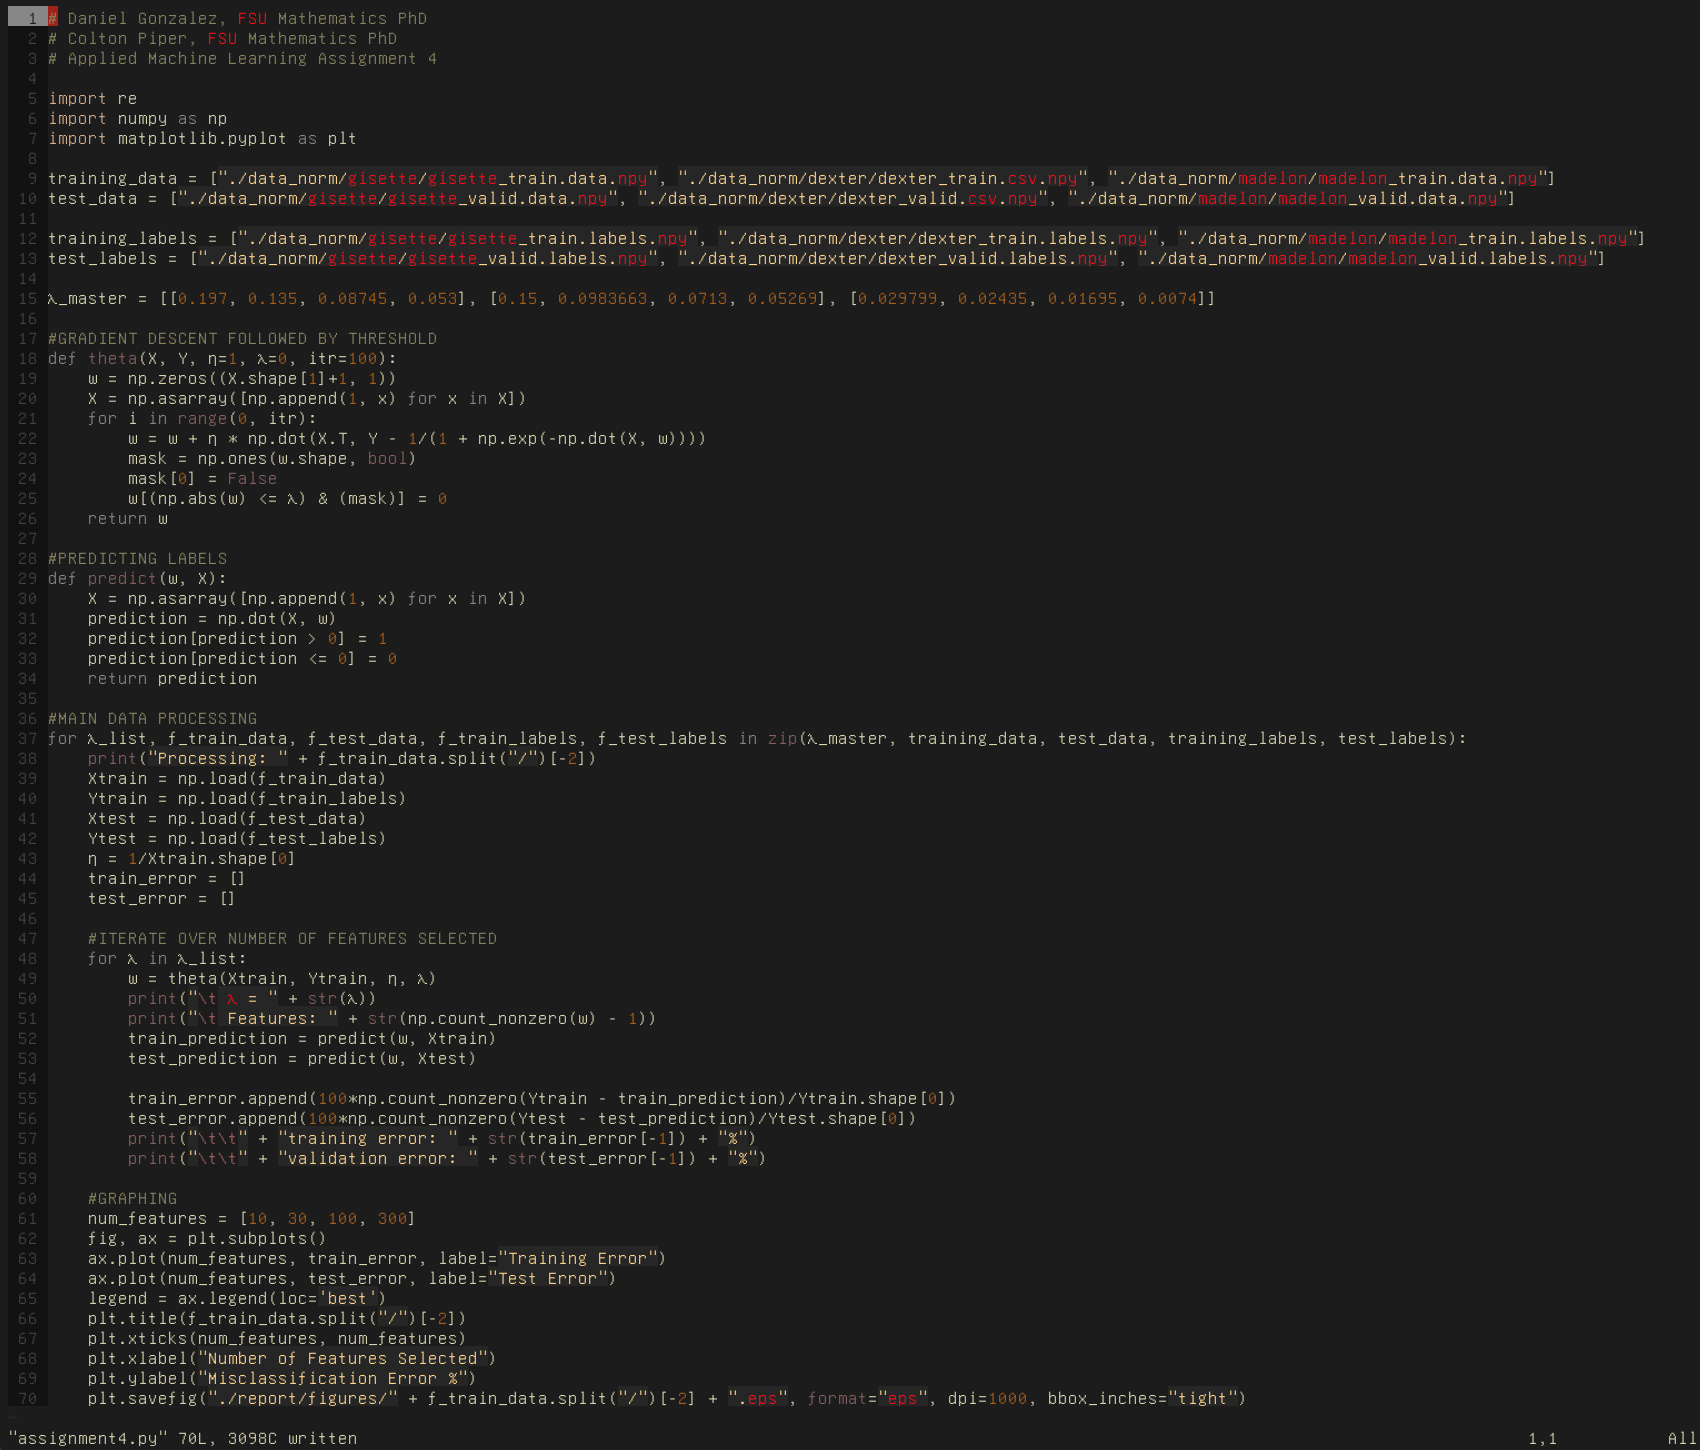 1 # Daniel Gonzalez, FSU Mathematics PhD
2 # Colton Piper, FSU Mathematics PhD
3 # Applied Machine Learning Assignment 4
4
5 import re
6 import numpy as np
7 import matplotlib.pyplot as plt
8
9 training_data = ["./data_norm/gisette/gisette_train.data.npy", "./data_norm/dexter/dexter_train.csv.npy", "./data_norm/madelon/madelon_train.data.npy"]
10 test_data = ["./data_norm/gisette/gisette_valid.data.npy", "./data_norm/dexter/dexter_valid.csv.npy", "./data_norm/madelon/madelon_valid.data.npy"]
11
12 training_labels = ["./data_norm/gisette/gisette_train.labels.npy", "./data_norm/dexter/dexter_train.labels.npy", "./data_norm/madelon/madelon_train.labels.npy"]
13 test_labels = ["./data_norm/gisette/gisette_valid.labels.npy", "./data_norm/dexter/dexter_valid.labels.npy", "./data_norm/madelon/madelon_valid.labels.npy"]
14
15 λ_master = [[0.197, 0.135, 0.08745, 0.053], [0.15, 0.0983663, 0.0713, 0.05269], [0.029799, 0.02435, 0.01695, 0.0074]]
16
17 #GRADIENT DESCENT FOLLOWED BY THRESHOLD
18 def theta(X, Y, η=1, λ=0, itr=100):
19     w = np.zeros((X.shape[1]+1, 1))
20     X = np.asarray([np.append(1, x) for x in X])
21     for i in range(0, itr):
22         w = w + η * np.dot(X.T, Y - 1/(1 + np.exp(-np.dot(X, w))))
23         mask = np.ones(w.shape, bool)
24         mask[0] = False
25         w[(np.abs(w) <= λ) & (mask)] = 0
26     return w
27
28 #PREDICTING LABELS
29 def predict(w, X):
30     X = np.asarray([np.append(1, x) for x in X])
31     prediction = np.dot(X, w)
32     prediction[prediction > 0] = 1
33     prediction[prediction <= 0] = 0
34     return prediction
35
36 #MAIN DATA PROCESSING
37 for λ_list, f_train_data, f_test_data, f_train_labels, f_test_labels in zip(λ_master, training_data, test_data, training_labels, test_labels):
38     print("Processing: " + f_train_data.split("/")[-2])
39     Xtrain = np.load(f_train_data)
40     Ytrain = np.load(f_train_labels)
41     Xtest = np.load(f_test_data)
42     Ytest = np.load(f_test_labels)
43     η = 1/Xtrain.shape[0]
44     train_error = []
45     test_error = []
46
47     #ITERATE OVER NUMBER OF FEATURES SELECTED
48     for λ in λ_list:
49         w = theta(Xtrain, Ytrain, η, λ)
50         print("\t λ = " + str(λ))
51         print("\t Features: " + str(np.count_nonzero(w) - 1))
52         train_prediction = predict(w, Xtrain)
53         test_prediction = predict(w, Xtest)
54
55         train_error.append(100*np.count_nonzero(Ytrain - train_prediction)/Ytrain.shape[0])
56         test_error.append(100*np.count_nonzero(Ytest - test_prediction)/Ytest.shape[0])
57         print("\t\t" + "training error: " + str(train_error[-1]) + "%")
58         print("\t\t" + "validation error: " + str(test_error[-1]) + "%")
59
60     #GRAPHING
61     num_features = [10, 30, 100, 300]
62     fig, ax = plt.subplots()
63     ax.plot(num_features, train_error, label="Training Error")
64     ax.plot(num_features, test_error, label="Test Error")
65     legend = ax.legend(loc='best')
66     plt.title(f_train_data.split("/")[-2])
67     plt.xticks(num_features, num_features)
68     plt.xlabel("Number of Features Selected")
69     plt.ylabel("Misclassification Error %")
70     plt.savefig("./report/figures/" + f_train_data.split("/")[-2] + ".eps", format="eps", dpi=1000, bbox_inches="tight")
~
"assignment4.py" 70L, 3098C written 1,1 All